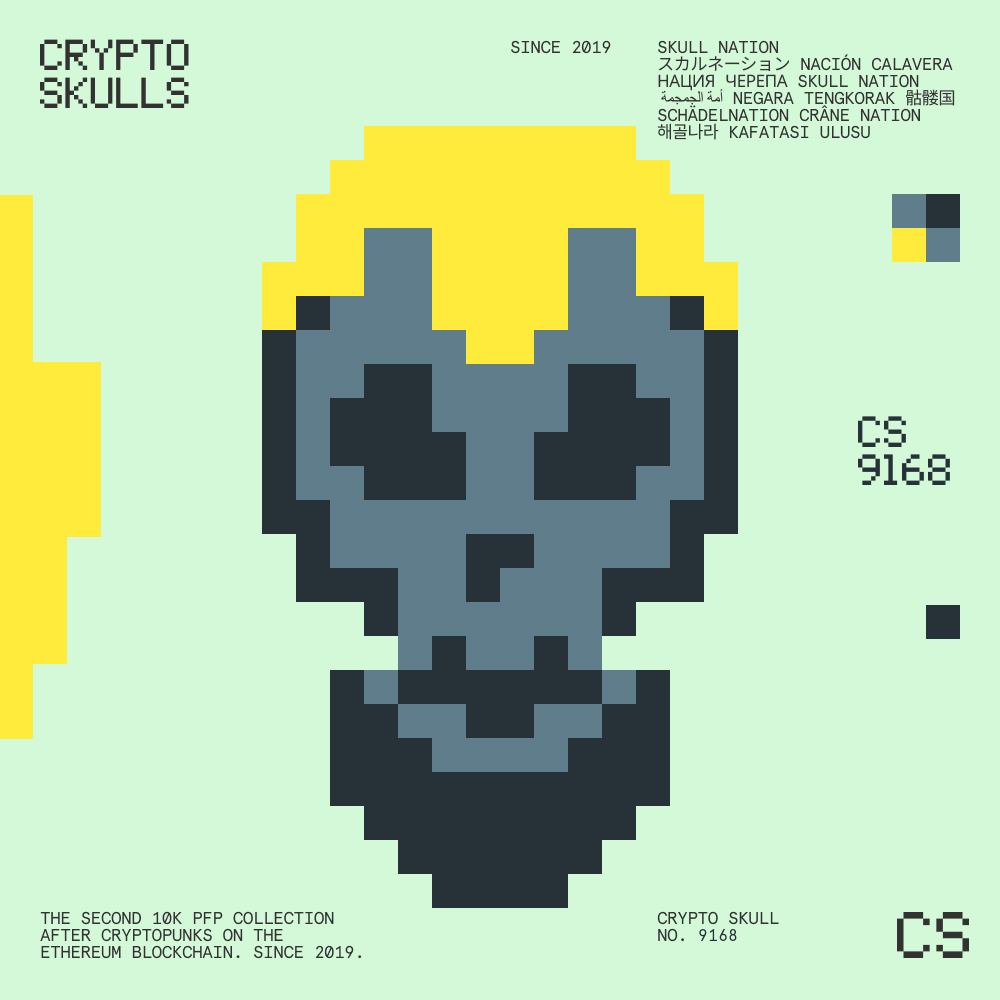 CRYPTO
SKULLS
SINCE 2019
SKULL NATION
スカルネーション NACIÓN CALAVERA
НАЦИЯ ЧЕРЕПА SKULL NATION
أمة الجمجمة NEGARA TENGKORAK 骷髅国
SCHÄDELNATION CRÂNE NATION
해골나라 KAFATASI ULUSU
CS
9168
THE SECOND 10K PFP COLLECTION
AFTER CRYPTOPUNKS ON THE
ETHEREUM BLOCKCHAIN. SINCE 2019.
CRYPTO SKULL
NO. 9168
CS